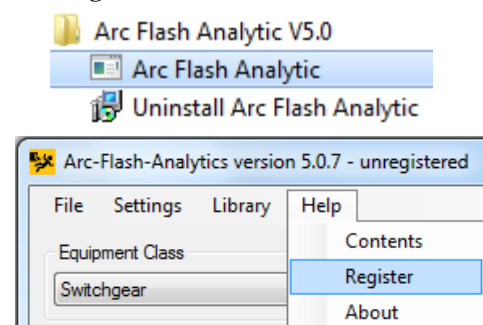 Arc Flash Analytic V5.0
Arc Flash Analytic
Uninstall Arc Flash Analytic
Arc-Flash-Analytics version 5.0.7 - unregistered
File Settings Library Help
Contents
Equipment Class
Register
Switchgear
About